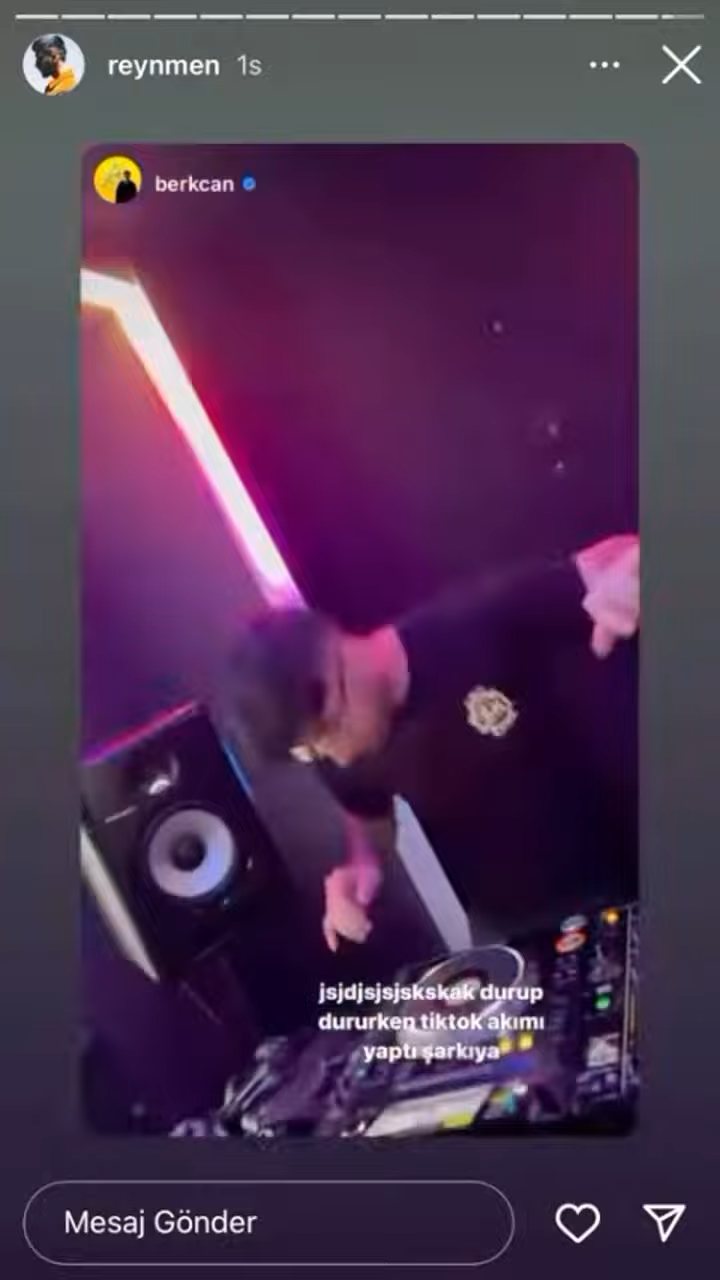 reynmen 1s
berkcan
jsjdjsjsjskskak durup
dururken tiktok akımı
yaptı şarkıya
Mesaj Gönder